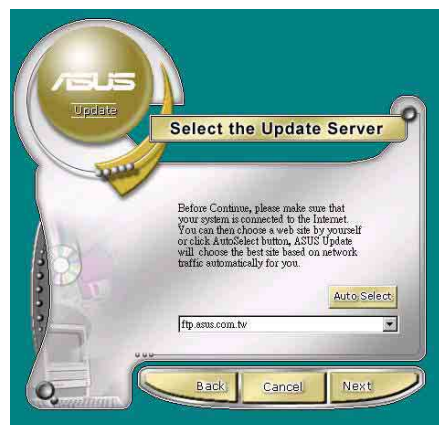 ASUS
Update
Select the Update Server
Before Continue, please make sure that
your system is connected to the Internet.
You can then choose a web site by yourself
or click AutoSelect button, ASUS Update
will choose the best site based on network
traffic automatically for you.
Auto Select
ftp.asus.com.tw
Back
Cancel
Next